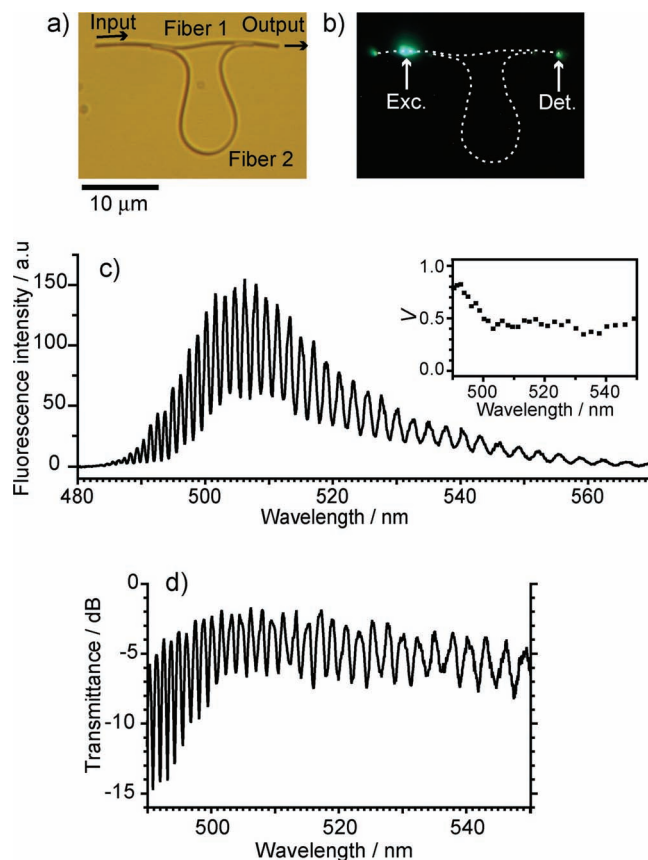 a) Input Fiber 1 Output
Fiber 2
10 μm
b)
Exc. Det.
c)
Fluorescence intensity / a.u
150
100
50
0
480 500 520 540 560
Wavelength / nm
V
1.0
0.5
0.0
500 520 540
Wavelength / nm
d)
Transmittance / dB
0
-5
-10
-15
500 520 540
Wavelength / nm